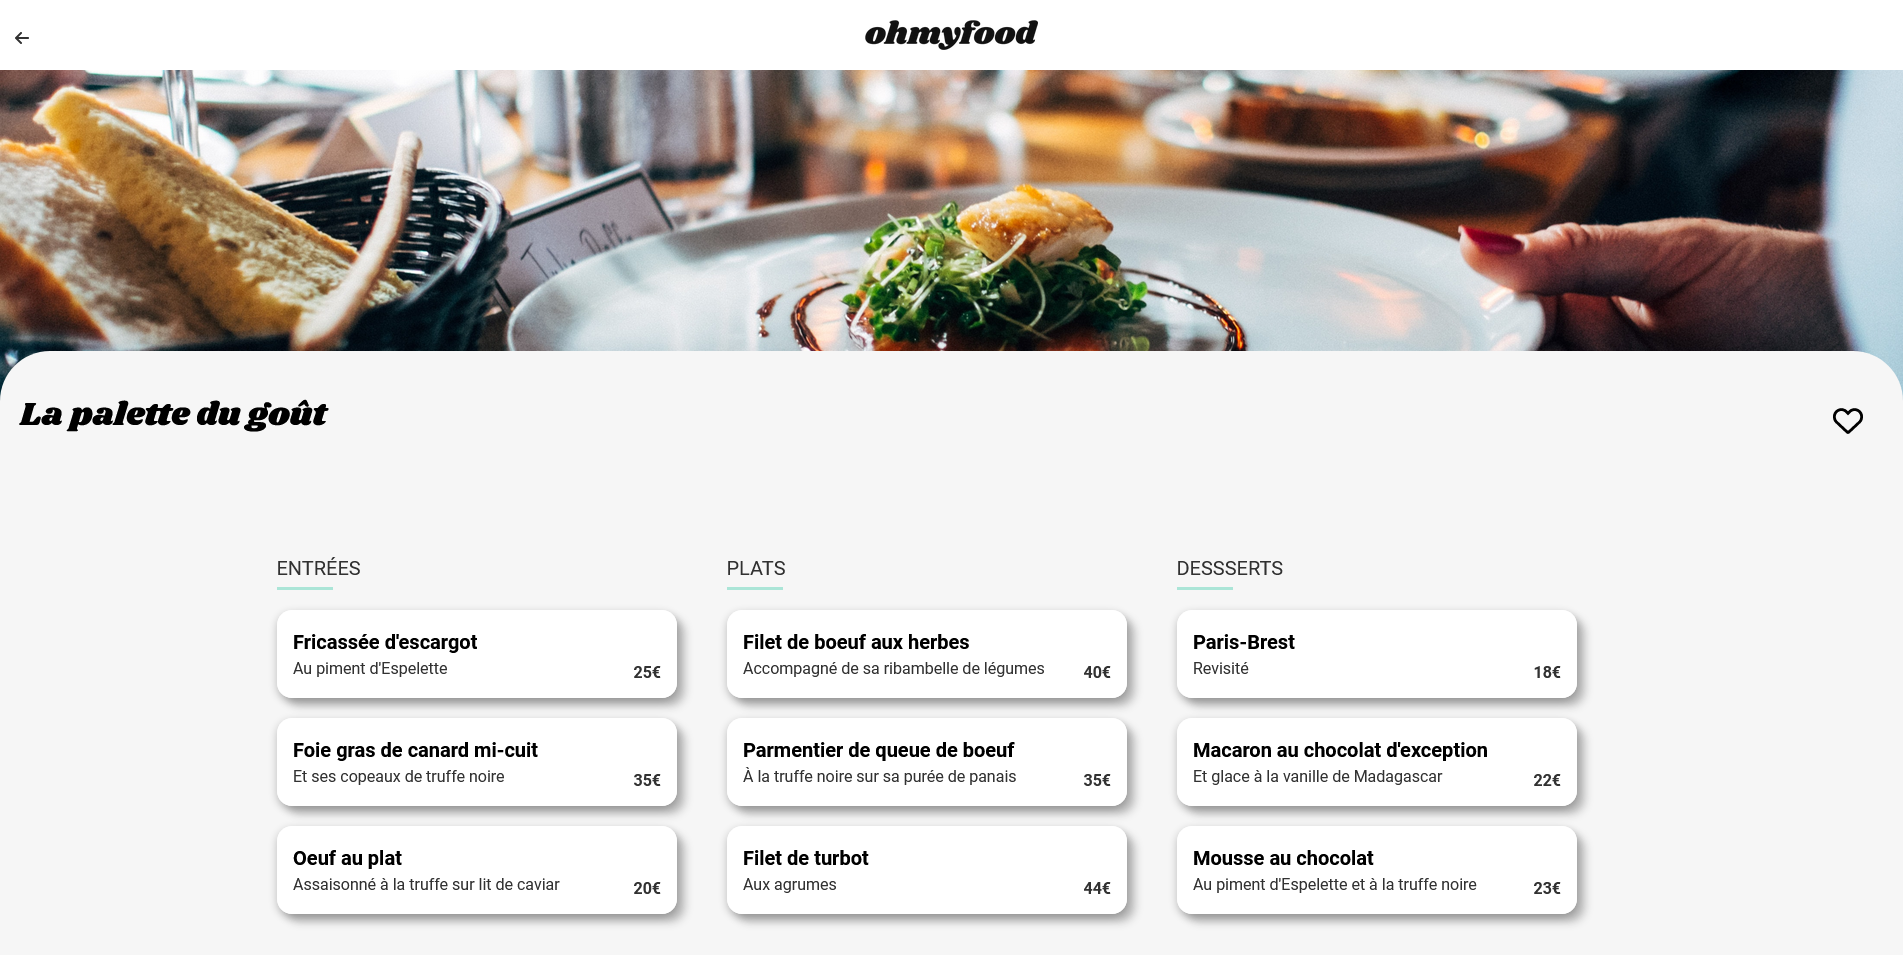 ohmyfood
La palette du goût
ENTRÉES
Fricassée d'escargot
Au piment d'Espelette
25€
Foie gras de canard mi-cuit
Et ses copeaux de truffe noire
35€
Oeuf au plat
Assaisonné à la truffe sur lit de caviar
20€
PLATS
Filet de boeuf aux herbes
Accompagné de sa ribambelle de légumes
40€
Parmentier de queue de boeuf
À la truffe noire sur sa purée de panais
35€
Filet de turbot
Aux agrumes
44€
DESSSERTS
Paris-Brest
Revisité
18€
Macaron au chocolat d'exception
Et glace à la vanille de Madagascar
22€
Mousse au chocolat
Au piment d'Espelette et à la truffe noire
23€